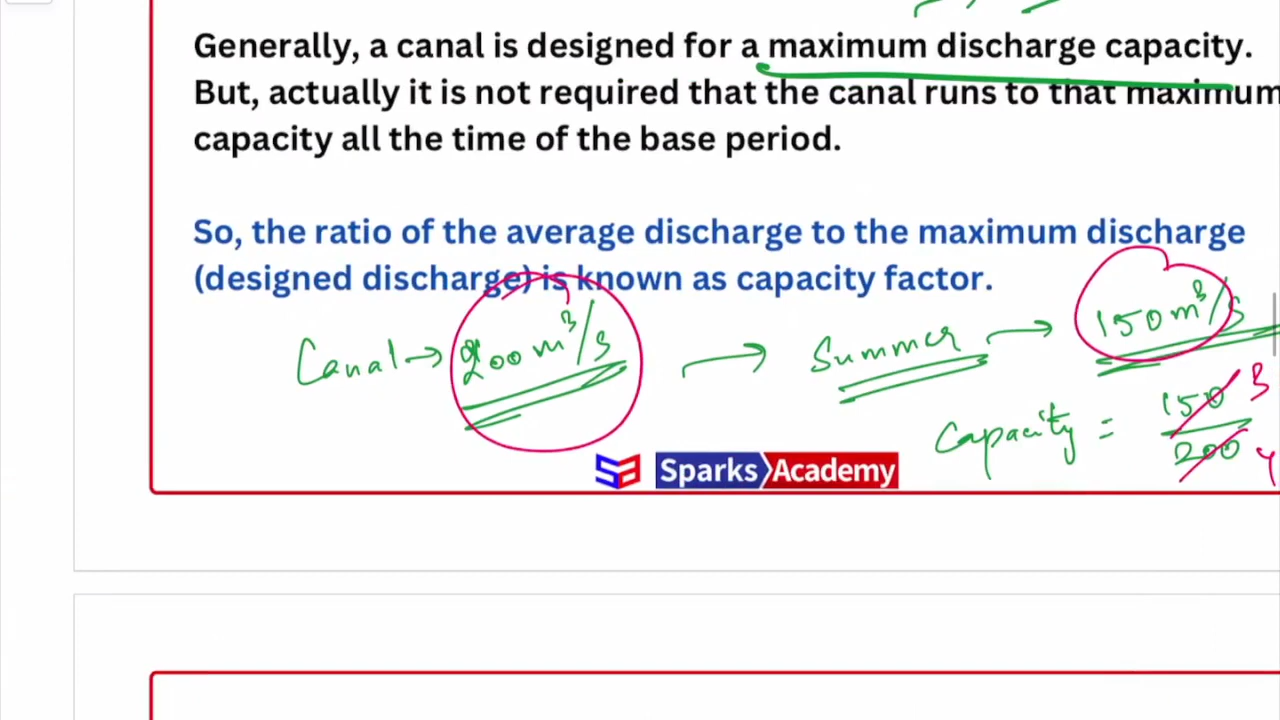 Generally, a canal is designed for a maximum discharge capacity.
But, actually it is not required that the canal runs to that maximum
capacity all the time of the base period.
So, the ratio of the average discharge to the maximum discharge
(designed discharge) is known as capacity factor.
Canal → 200 m³/s → Summer → 150 m³/s
Capacity = 150/200 3/4
SA Sparks Academy